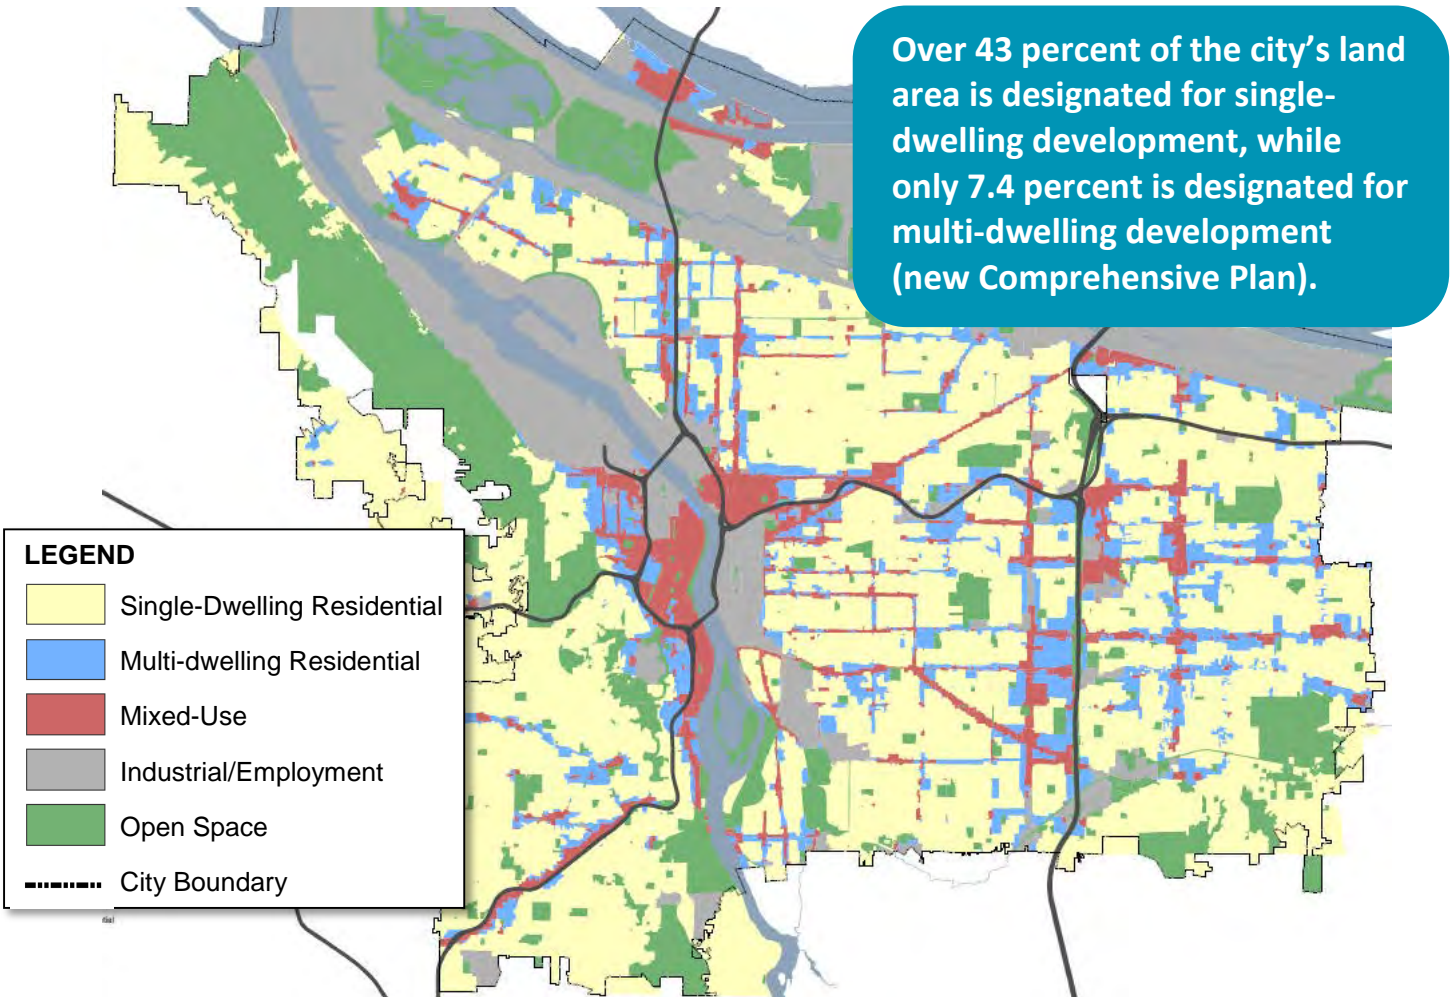 Over 43 percent of the city’s land
area is designated for single-
dwelling development, while
only 7.4 percent is designated for
multi-dwelling development
(new Comprehensive Plan).
LEGEND
Single-Dwelling Residential
Multi-dwelling Residential
Mixed-Use
Industrial/Employment
Open Space
City Boundary
tial